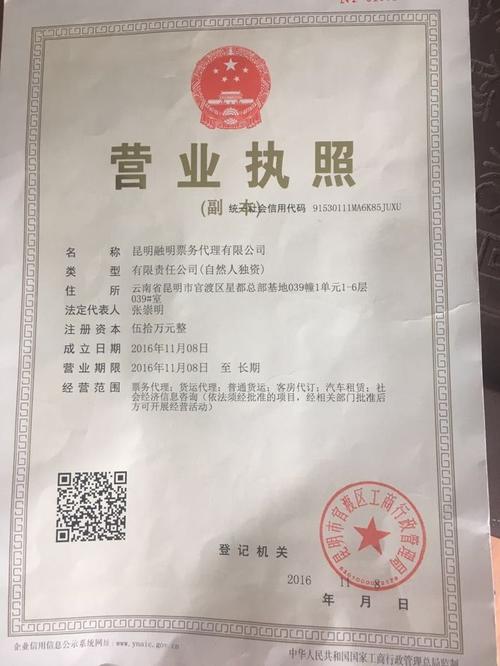 营业执照
(副 本)
统一社会信用代码 91530111MA6K85JUXU
名 称 昆明融明票务代理有限公司
类 型 有限责任公司(自然人独资)
住 所 云南省昆明市官渡区星都总部基地039幢1单元1-6层
039#室
法定代表人 张崇明
注册资本 伍拾万元整
成立日期 2016年11月08日
营业期限 2016年11月08日 至 长期
经营范围 票务代理；货运代理；普通货运；客房代订；汽车租赁；社
会经济信息咨询（依法须经批准的项目，经相关部门批准后
方可开展经营活动）
昆明市官渡区工商行政管理局
登记机关
2016 11 8
年 月 日
企业信用信息公示系统网址：www.ynaic.gov.cn
中华人民共和国国家工商行政管理总局监制